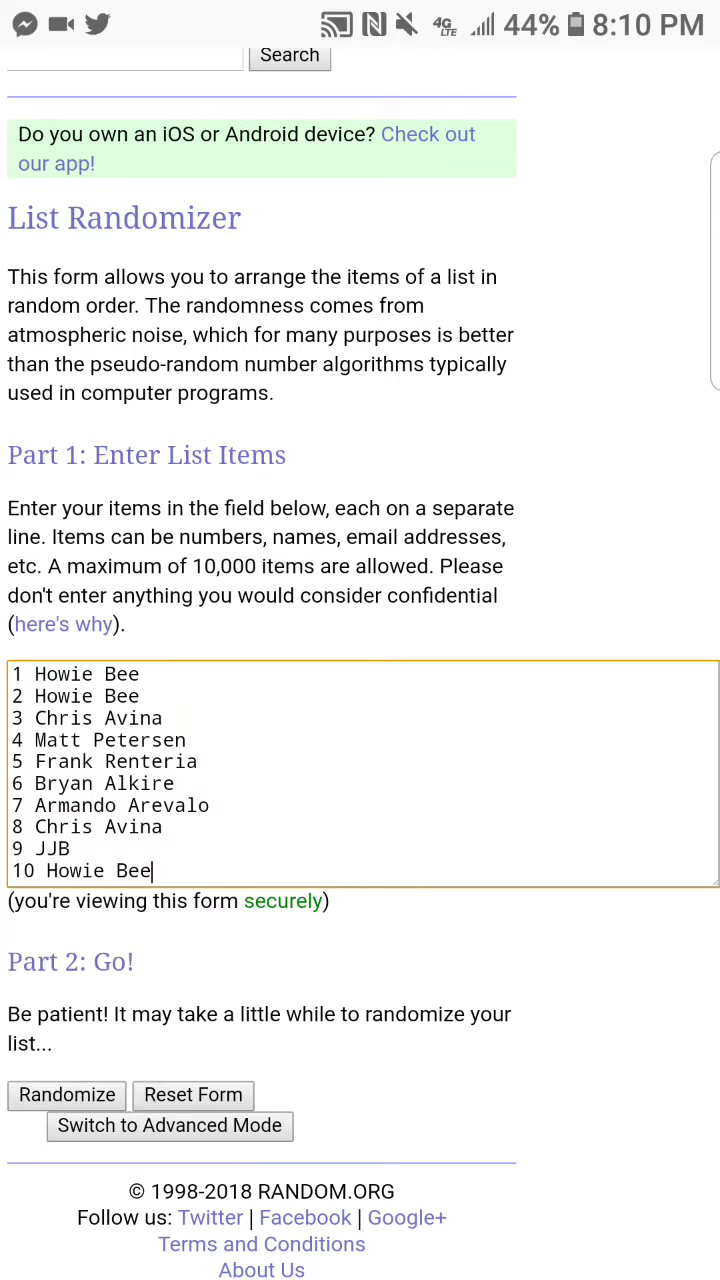 4G LTE 44% 8:10 PM
Search
Do you own an iOS or Android device? Check out
our app!
List Randomizer
This form allows you to arrange the items of a list in
random order. The randomness comes from
atmospheric noise, which for many purposes is better
than the pseudo-random number algorithms typically
used in computer programs.
Part 1: Enter List Items
Enter your items in the field below, each on a separate
line. Items can be numbers, names, email addresses,
etc. A maximum of 10,000 items are allowed. Please
don't enter anything you would consider confidential
(here's why).
1 Howie Bee
2 Howie Bee
3 Chris Avina
4 Matt Petersen
5 Frank Renteria
6 Bryan Alkire
7 Armando Arevalo
8 Chris Avina
9 JJB
10 Howie Bee
(you're viewing this form securely)
Part 2: Go!
Be patient! It may take a little while to randomize your
list...
Randomize Reset Form
Switch to Advanced Mode
© 1998-2018 RANDOM.ORG
Follow us: Twitter | Facebook | Google+
Terms and Conditions
About Us